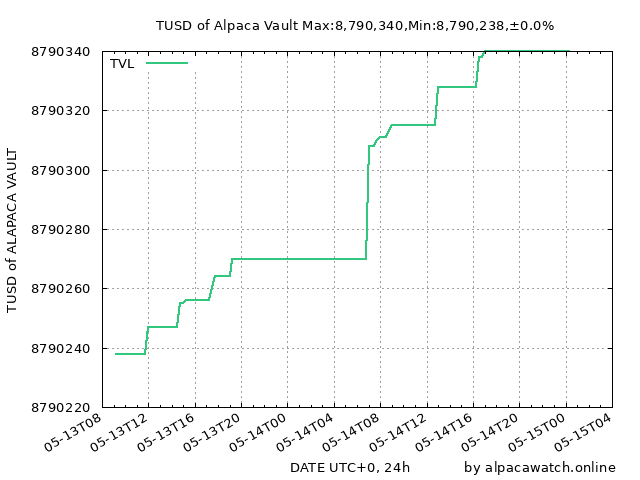 TUSD of Alpaca Vault Max:8,790,340,Min:8,790,238,±0.0%
TVL
8790340
8790320
8790300
8790280
8790260
8790240
8790220
TUSD of ALAPACA VAULT
05-13T08
05-13T12
05-13T16
05-13T20
05-14T00
05-14T04
05-14T08
05-14T12
05-14T16
05-14T20
05-15T00
05-15T04
DATE UTC+0, 24h
by alpacawatch.online